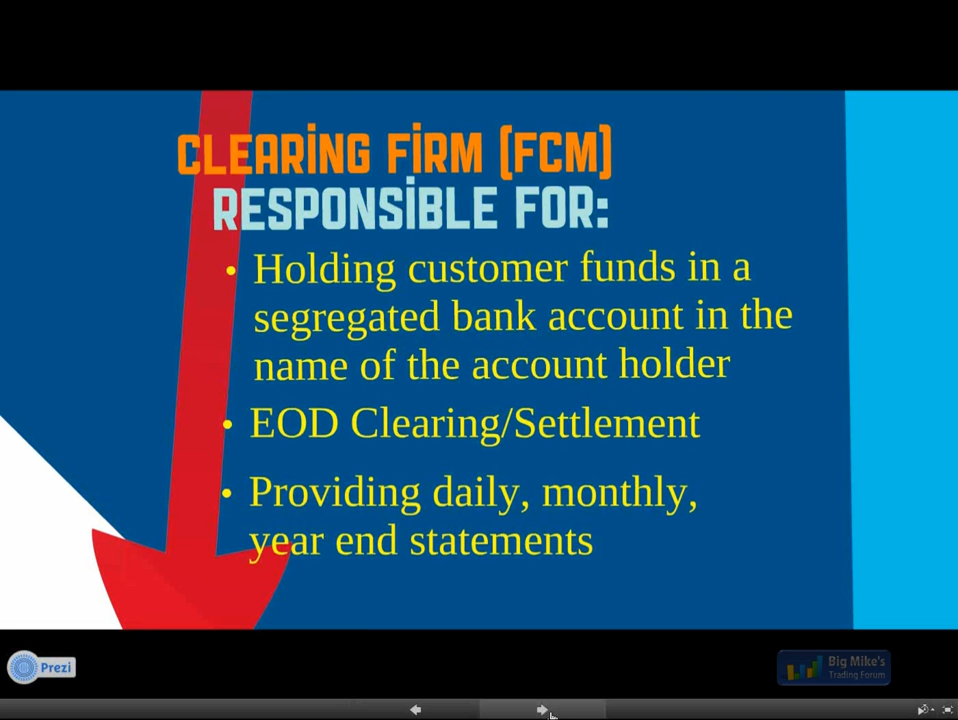 CLEARING FIRM (FCM)
RESPONSIBLE FOR:
• Holding customer funds in a
segregated bank account in the
name of the account holder
• EOD Clearing/Settlement
• Providing daily, monthly,
year end statements
Prezi
Big Mike's
Trading Forum